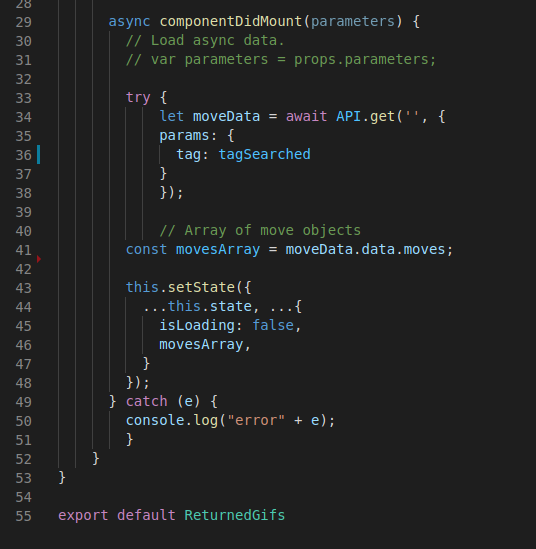 28
29 async componentDidMount(parameters) {
30 // Load async data.
31 // var parameters = props.parameters;
32
33 try {
34 let moveData = await API.get('', {
35 params: {
36 tag: tagSearched
37 }
38 });
39
40 // Array of move objects
41 const movesArray = moveData.data.moves;
42
43 this.setState({
44 ...this.state, ...{
45 isLoading: false,
46 movesArray,
47 }
48 });
49 } catch (e) {
50 console.log("error" + e);
51 }
52 }
53 }
54
55 export default ReturnedGifs